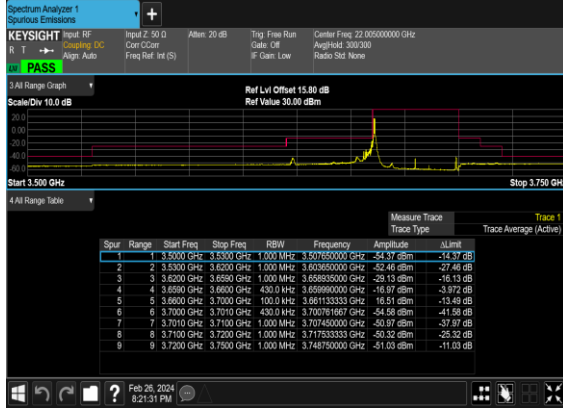 Spectrum Analyzer 1
Spurious Emissions
+
KEYSIGHT
R T
Input: RF
Coupling: DC
Align: Auto
Input Z: 50 Ω
Corr CCorr
Freq Ref: Int (S)
Atten: 20 dB
Trig: Free Run
Gate: Off
IF Gain: Low
Center Freq: 22.005000000 GHz
Avg|Hold: 300/300
Radio Std: None
PASS
3 All Range Graph
Scale/Div 10.0 dB
Ref Lvl Offset 15.80 dB
Ref Value 30.00 dBm
20.0
0.00
-20.0
-40.0
-60.0
Start 3.500 GHz
Stop 3.750 GH
4 All Range Table
Measure Trace Trace 1
Trace Type Trace Average (Active)
Spur Range Start Freq Stop Freq RBW Frequency Amplitude ΔLimit
1 1 3.5000 GHz 3.5300 GHz 1.000 MHz 3.507650000 GHz -54.37 dBm -14.37 dB
2 2 3.5300 GHz 3.6200 GHz 1.000 MHz 3.603650000 GHz -52.46 dBm -27.46 dB
3 3 3.6200 GHz 3.6590 GHz 1.000 MHz 3.658935000 GHz -29.13 dBm -16.13 dB
4 4 3.6590 GHz 3.6600 GHz 430.0 kHz 3.659990000 GHz -16.97 dBm -3.972 dB
5 5 3.6600 GHz 3.7000 GHz 100.0 kHz 3.661133333 GHz 16.51 dBm -13.49 dB
6 6 3.7000 GHz 3.7010 GHz 430.0 kHz 3.700761667 GHz -54.58 dBm -41.58 dB
7 7 3.7010 GHz 3.7100 GHz 1.000 MHz 3.707450000 GHz -50.97 dBm -37.97 dB
8 8 3.7100 GHz 3.7200 GHz 1.000 MHz 3.717533333 GHz -50.32 dBm -25.32 dB
9 9 3.7200 GHz 3.7500 GHz 1.000 MHz 3.748750000 GHz -51.03 dBm -11.03 dB
?
Feb 26, 2024
8:21:31 PM